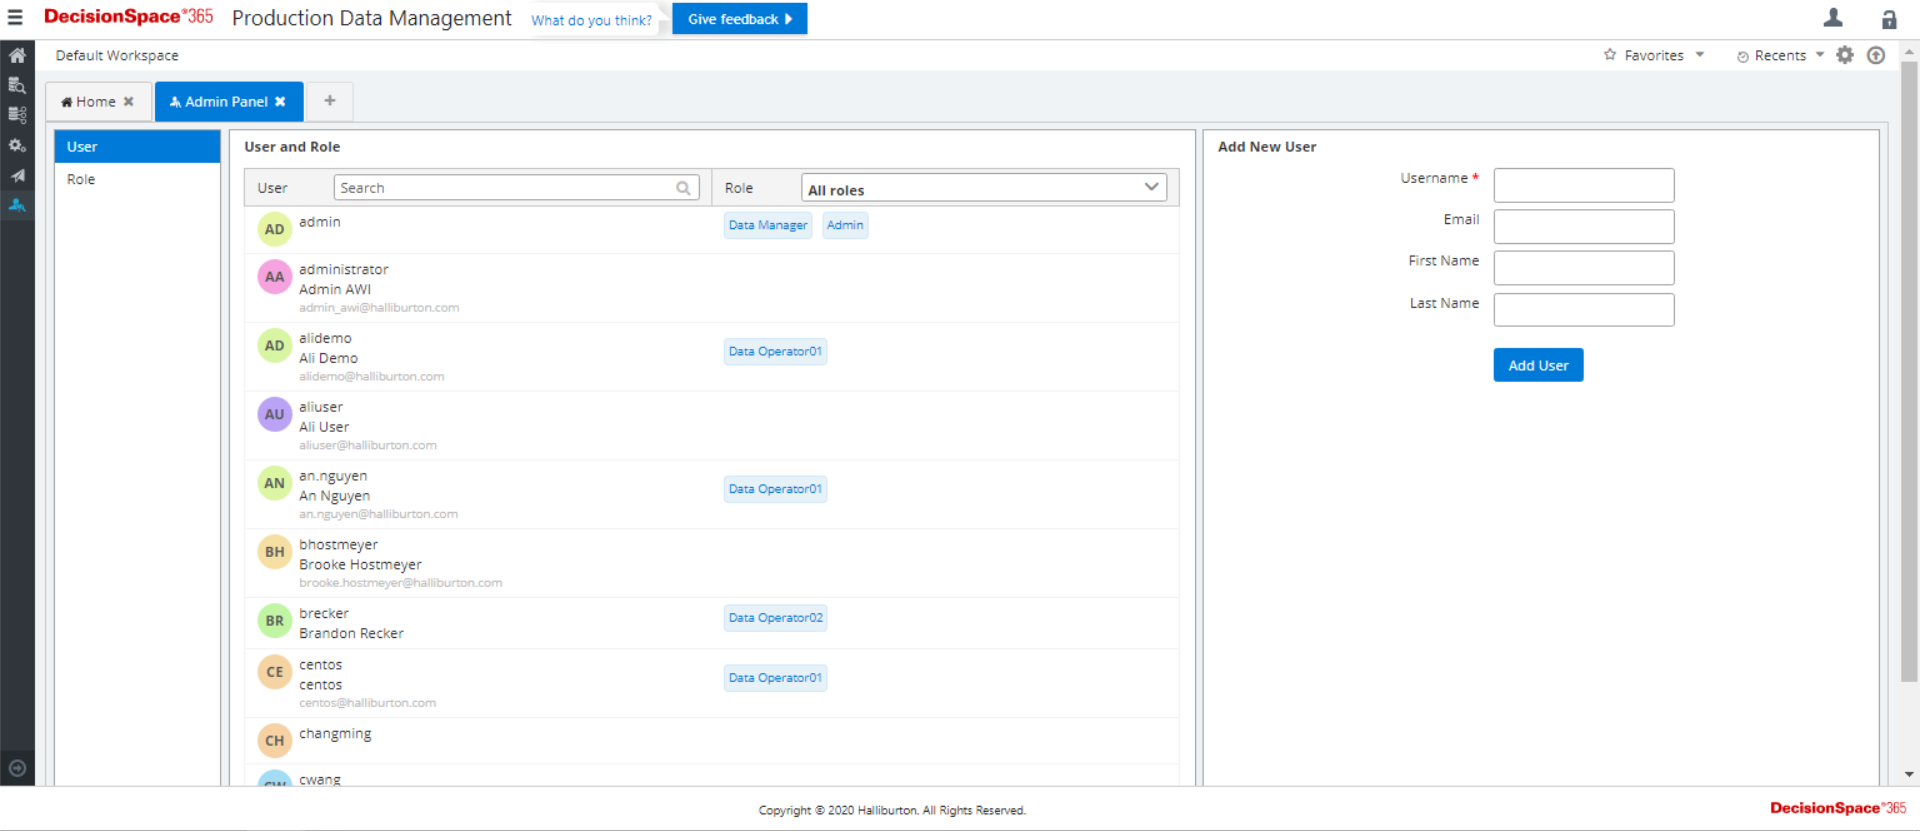 DecisionSpace®365 Production Data Management What do you think? Give feedback
Default Workspace Favorites Recents
Home Admin Panel +
User
Role
User and Role
User Search Role All roles
AD admin Data Manager Admin
AA administrator
Admin AWI
admin_awi@halliburton.com
AD alidemo
Ali Demo
alidemo@halliburton.com
Data Operator01
AU aliuser
Ali User
aliuser@halliburton.com
AN an.nguyen
An Nguyen
an.nguyen@halliburton.com
Data Operator01
BH bhostmeyer
Brooke Hostmeyer
brooke.hostmeyer@halliburton.com
BR brecker
Brandon Recker
Data Operator02
CE centos
centos
centos@halliburton.com
Data Operator01
CH changming
CW cwang
Add New User
Username *
Email
First Name
Last Name
Add User
Copyright © 2020 Halliburton. All Rights Reserved.
DecisionSpace®365